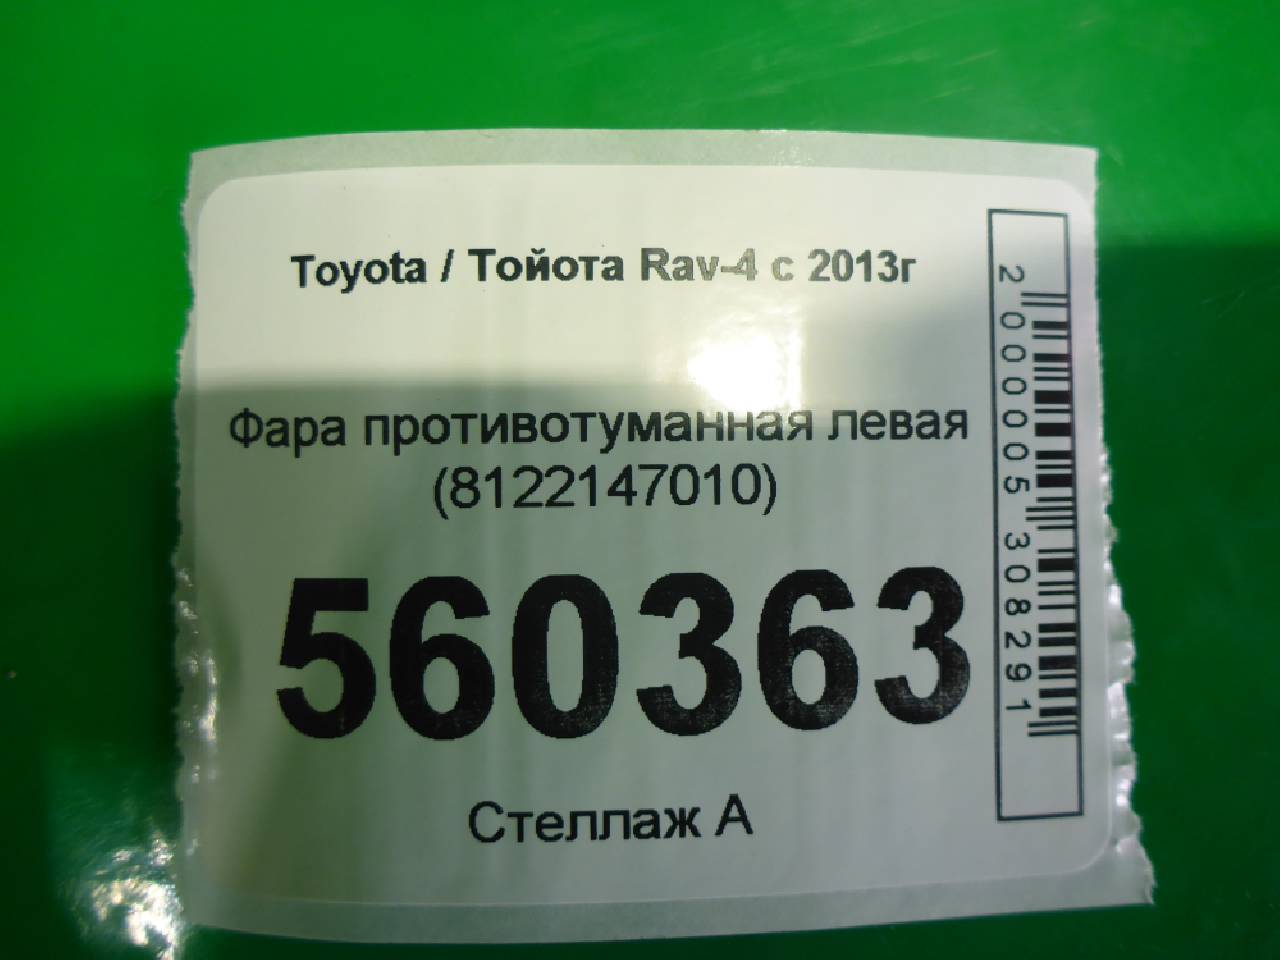 Toyota / Тойота Rav-4 с 2013г
Фара противотуманная левая
(8122147010)
560363
Стеллаж А
2000005308291